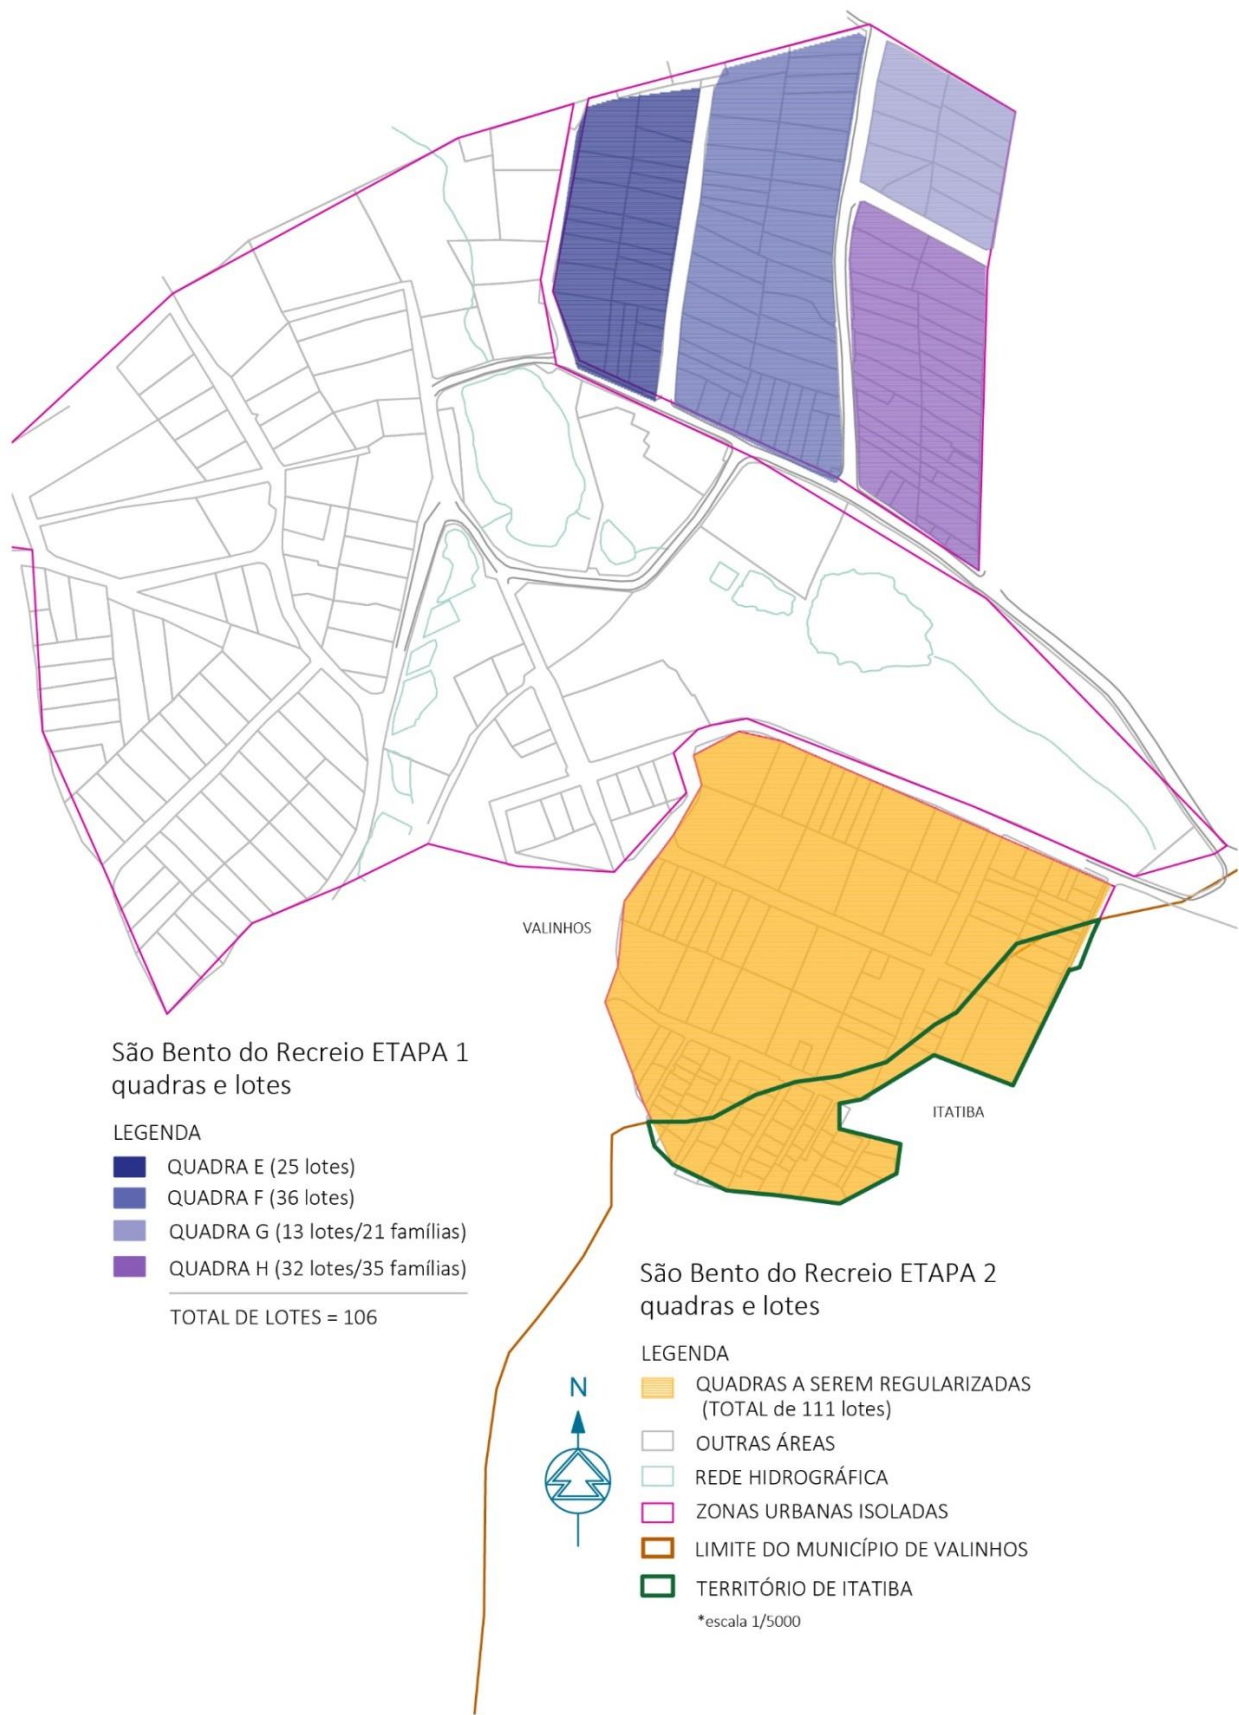 VALINHOS
São Bento do Recreio ETAPA 1
quadras e lotes
LEGENDA
QUADRA E (25 lotes)
QUADRA F (36 lotes)
QUADRA G (13 lotes/21 famílias)
QUADRA H (32 lotes/35 famílias)
TOTAL DE LOTES = 106
ITATIBA
São Bento do Recreio ETAPA 2
quadras e lotes
LEGENDA
QUADRAS A SEREM REGULARIZADAS
(TOTAL de 111 lotes)
OUTRAS ÁREAS
REDE HIDROGRÁFICA
ZONAS URBANAS ISOLADAS
LIMITE DO MUNICÍPIO DE VALINHOS
TERRITÓRIO DE ITATIBA
*escala 1/5000
N